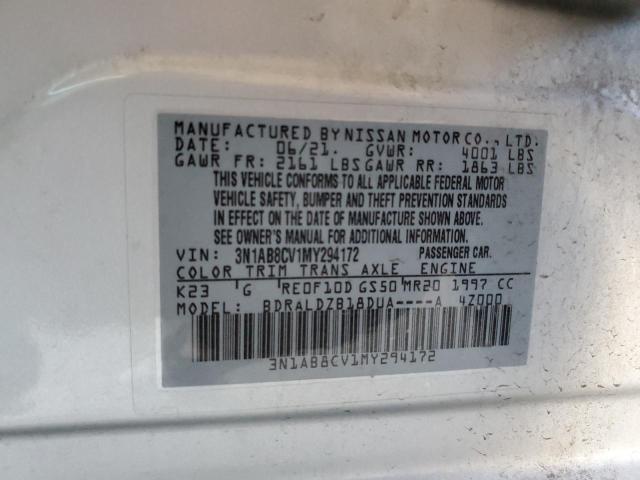 MANUFACTURED BY NISSAN MOTOR CO., LTD.
DATE: 06/21. GVWR: 4001 LBS
GAWR FR: 2161 LBS GAWR RR: 1863 LBS
THIS VEHICLE CONFORMS TO ALL APPLICABLE FEDERAL MOTOR
VEHICLE SAFETY, BUMPER AND THEFT PREVENTION STANDARDS
IN EFFECT ON THE DATE OF MANUFACTURE SHOWN ABOVE.
SEE OWNER'S MANUAL FOR ADDITIONAL INFORMATION.
VIN: 3N1AB8CV1MY294172 PASSENGER CAR.
COLOR TRIM TRANS AXLE ENGINE
K23 G RE0F10D GS50 MR20 1997 CC
MODEL: BDRALDZB18DUA----A 4Z000
3N1AB8CV1MY294172